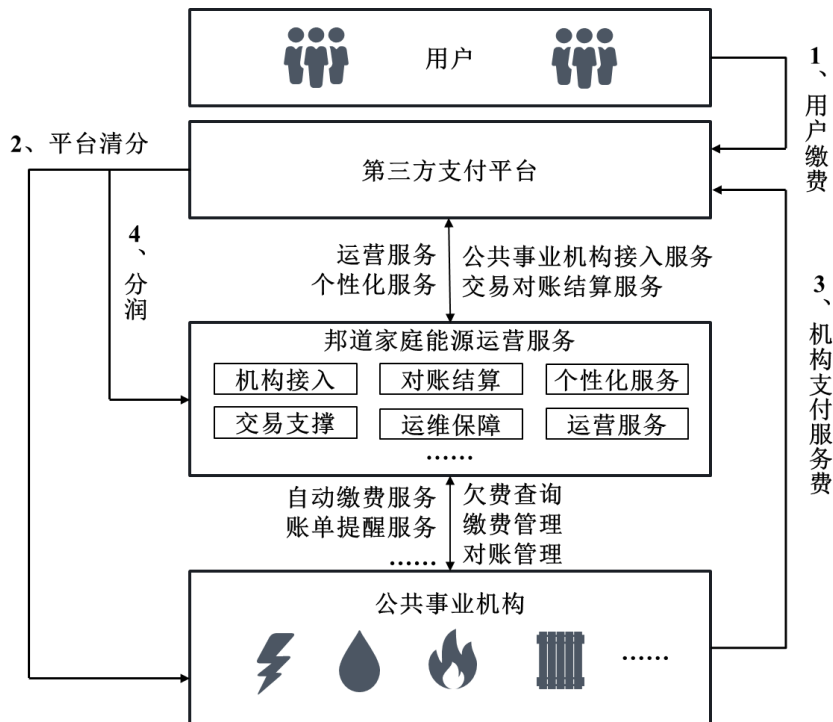 用户
1、用户缴费
2、平台清分
第三方支付平台
4、分润
运营服务
个性化服务
公共事业机构接入服务
交易对账结算服务
3、机构支付服务费
邦道家庭能源运营服务
机构接入
对账结算
个性化服务
交易支撑
运维保障
运营服务
……
自动缴费服务
账单提醒服务
……
欠费查询
缴费管理
对账管理
公共事业机构
……